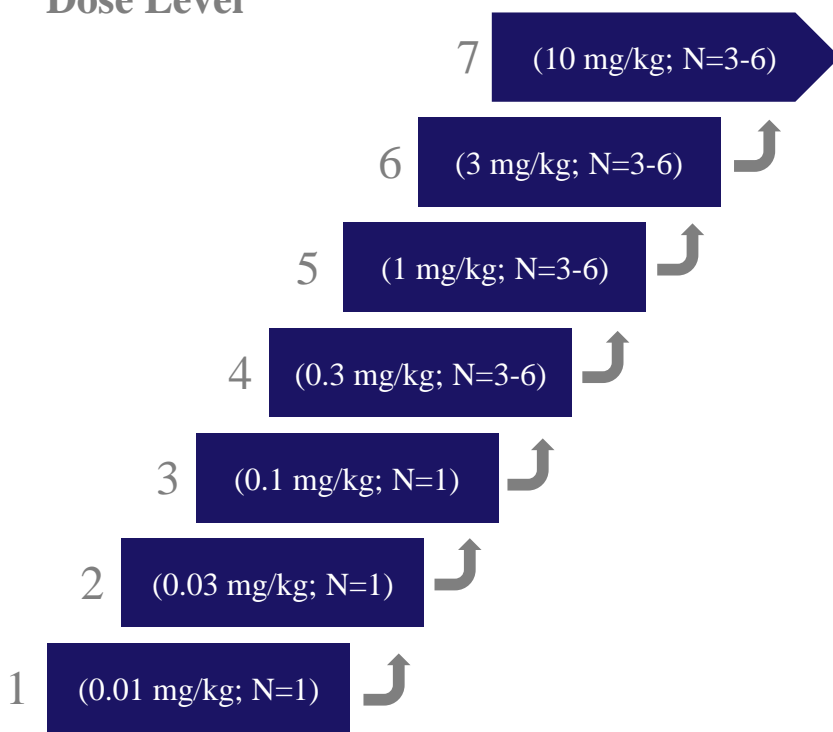 Dose Level
7 (10 mg/kg; N=3-6)
6 (3 mg/kg; N=3-6)
5 (1 mg/kg; N=3-6)
4 (0.3 mg/kg; N=3-6)
3 (0.1 mg/kg; N=1)
2 (0.03 mg/kg; N=1)
1 (0.01 mg/kg; N=1)